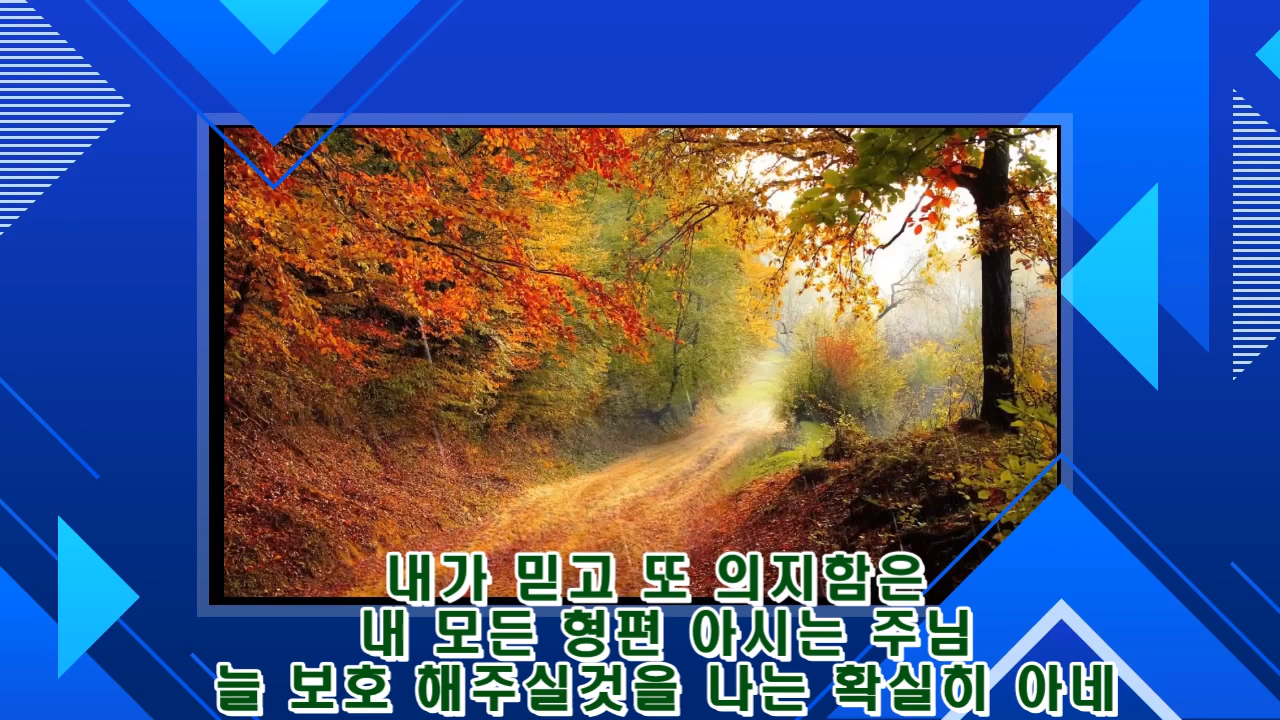 내가 믿고 또 의지함은
내 모든 형편 아시는 주님
늘 보호 해주실것을 나는 확실히 아네